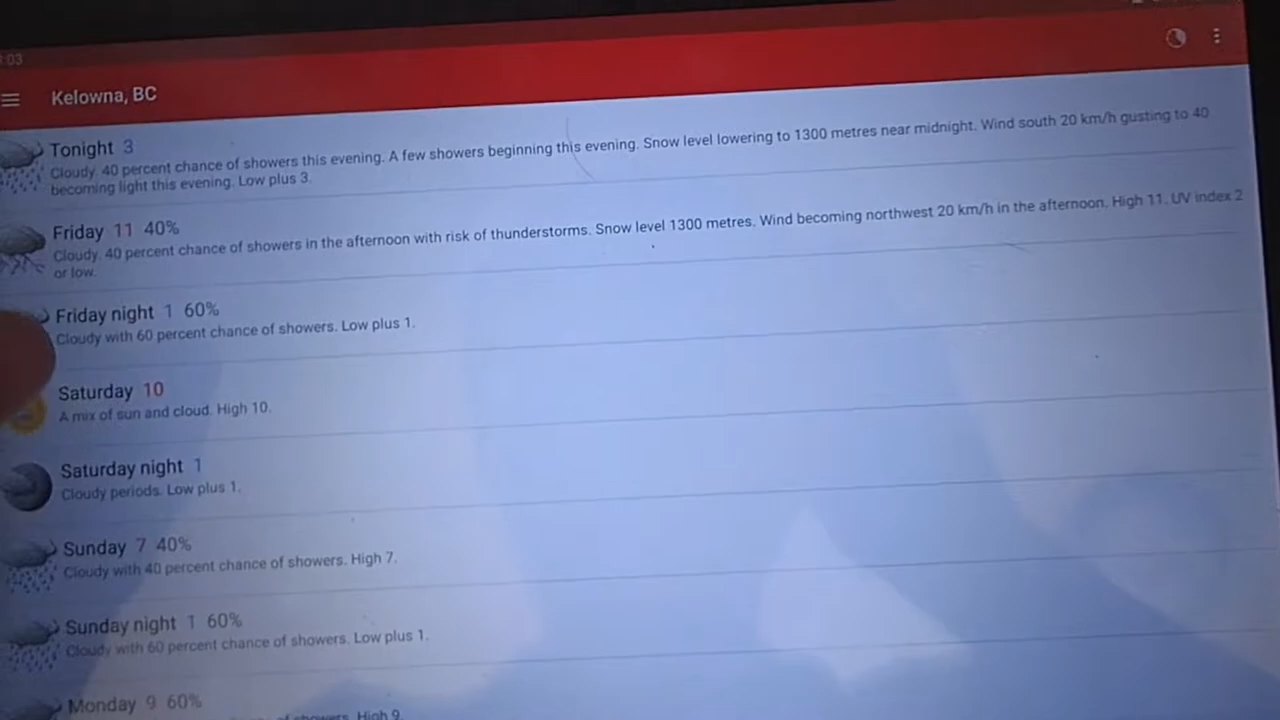 :03
Kelowna, BC
Tonight 3
Cloudy. 40 percent chance of showers this evening. A few showers beginning this evening. Snow level lowering to 1300 metres near midnight. Wind south 20 km/h gusting to 40
becoming light this evening. Low plus 3.
Friday 11 40%
Cloudy. 40 percent chance of showers in the afternoon with risk of thunderstorms. Snow level 1300 metres. Wind becoming northwest 20 km/h in the afternoon. High 11. UV index 2
or low.
Friday night 1 60%
Cloudy with 60 percent chance of showers. Low plus 1.
Saturday 10
A mix of sun and cloud. High 10.
Saturday night 1
Cloudy periods. Low plus 1.
Sunday 7 40%
Cloudy with 40 percent chance of showers. High 7.
Sunday night 1 60%
Cloudy with 60 percent chance of showers. Low plus 1.
Monday 9 60%
of showers. High 9.